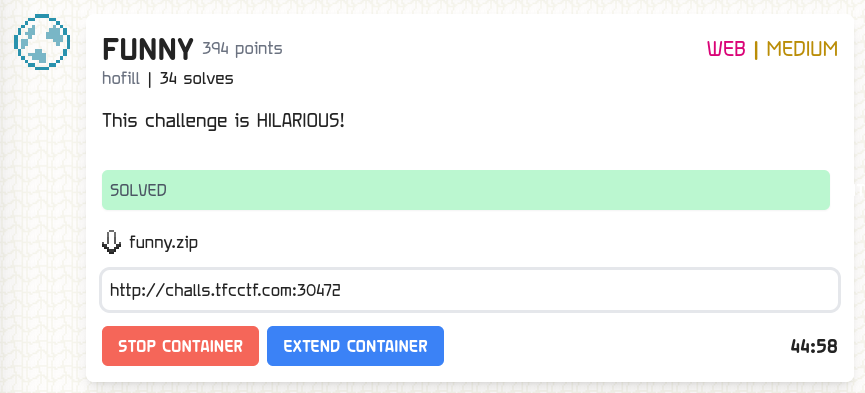 FUNNY 394 points WEB | MEDIUM
hofill | 34 solves
This challenge is HILARIOUS!
SOLVED
funny.zip
http://challs.tfcctf.com:30472
STOP CONTAINER EXTEND CONTAINER 44:58